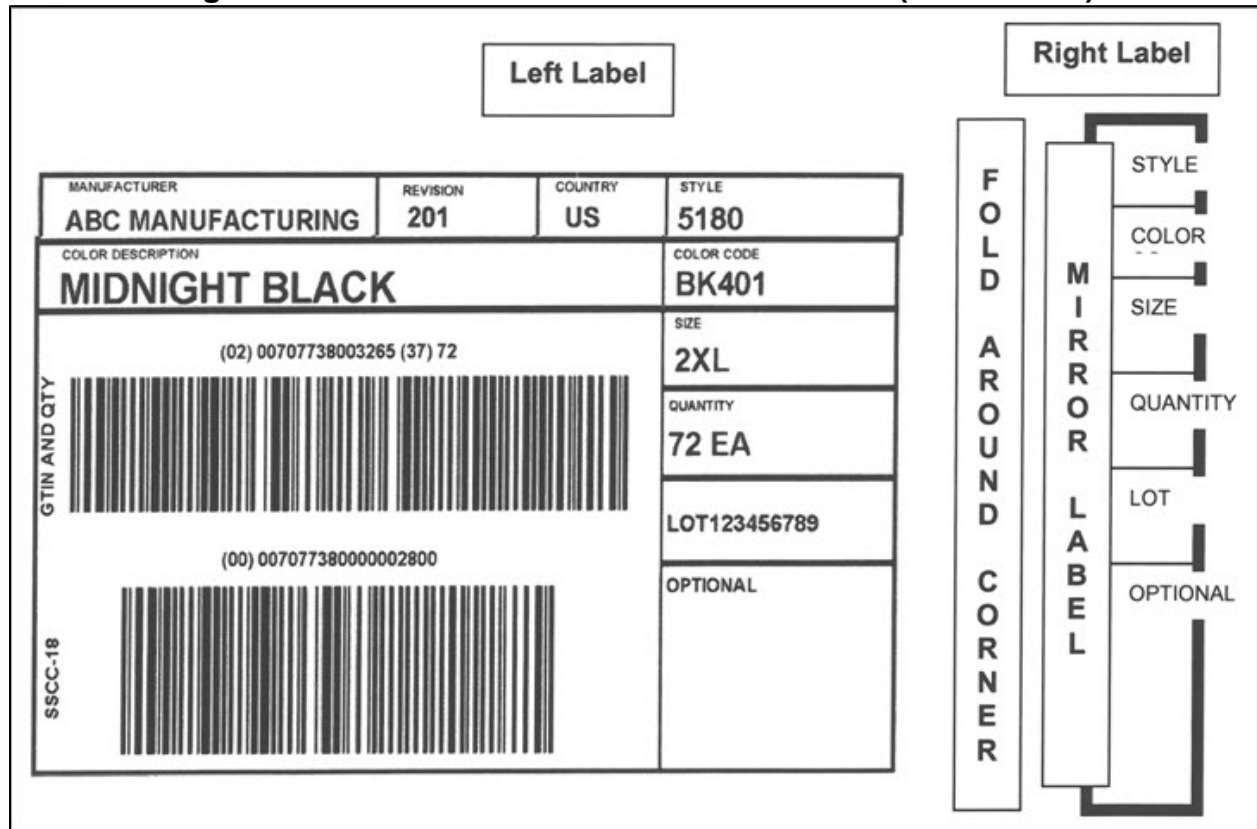 Left Label
Right Label
MANUFACTURER
ABC MANUFACTURING
REVISION
201
COUNTRY
US
STYLE
5180
COLOR DESCRIPTION
MIDNIGHT BLACK
COLOR CODE
BK401
GTIN AND QTY
(02) 00707738003265 (37) 72
SIZE
2XL
QUANTITY
72 EA
LOT123456789
SSCC-18
(00) 007077380000002800
OPTIONAL
FOLD AROUND CORNER
MIRROR LABEL
STYLE
COLOR
SIZE
QUANTITY
LOT
OPTIONAL